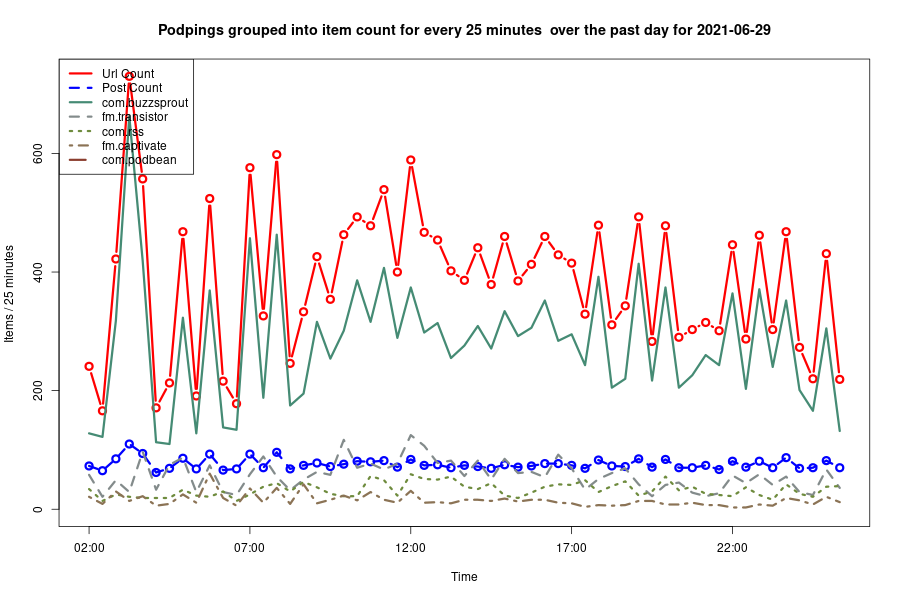 Podpings grouped into item count for every 25 minutes over the past day for 2021-06-29
Url Count
Post Count
com.buzzsprout
fm.transistor
com.rss
fm.captivate
com.podbean
Items / 25 minutes
600
400
200
0
02:00 07:00 12:00 17:00 22:00
Time